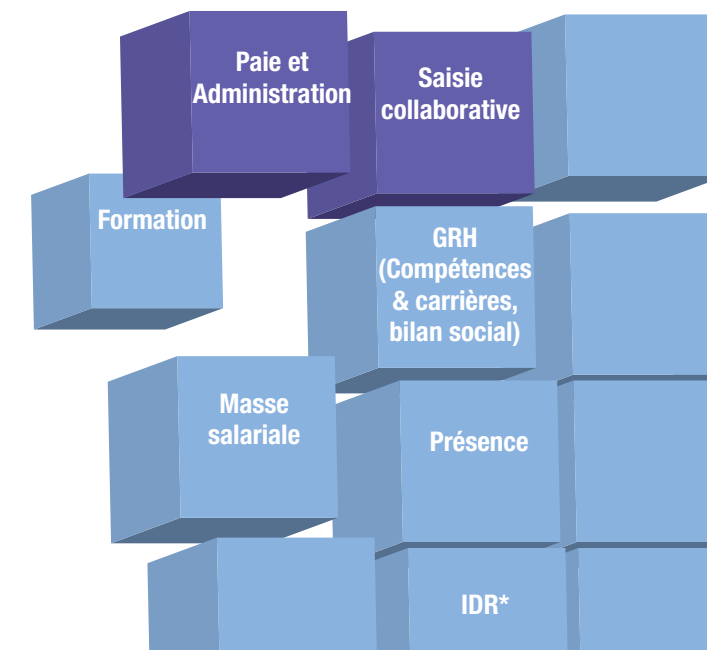 Paie et
Administration
Saisie
collaborative
Formation
GRH
(Compétences
& carrières,
bilan social)
Masse
salariale
Présence
IDR*